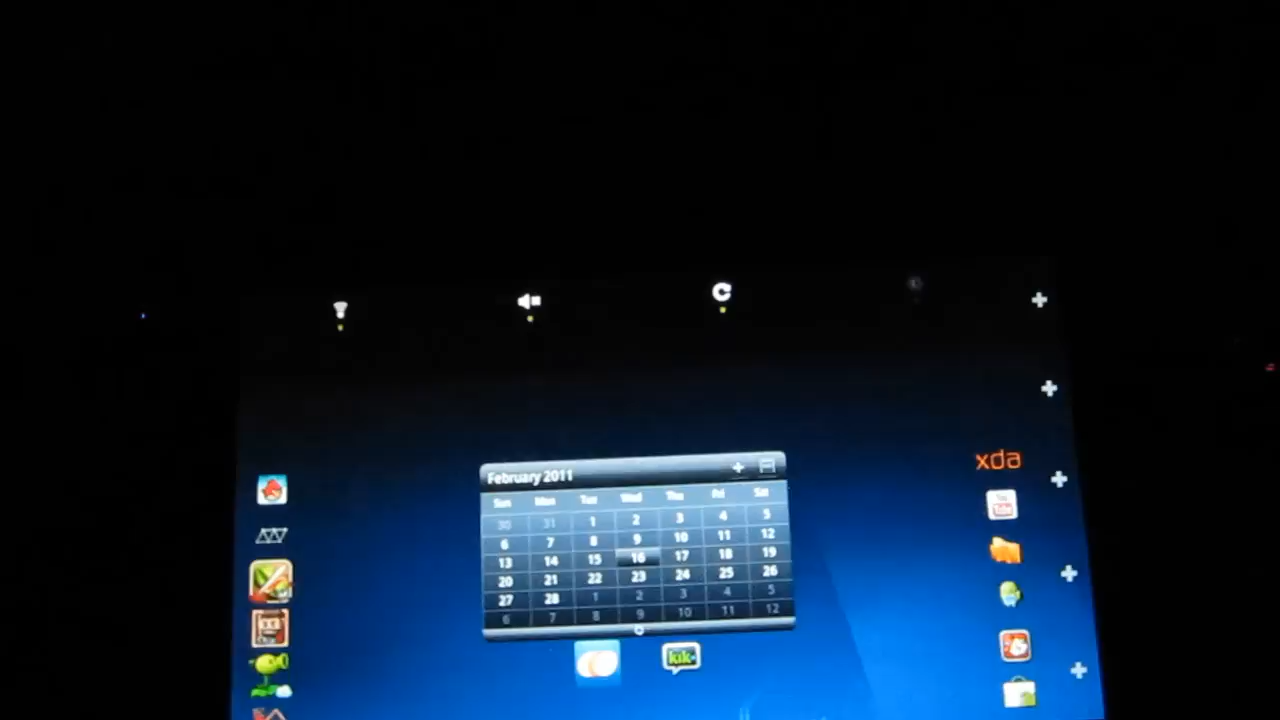 xda
February 2011
Sun Mon Tue Wed Thu Fri Sat
30 31 1 2 3 4 5
6 7 8 9 10 11 12
13 14 15 16 17 18 19
20 21 22 23 24 25 26
27 28 1 2 3 4 5
6 7 8 9 10 11 12
You Tube
kik